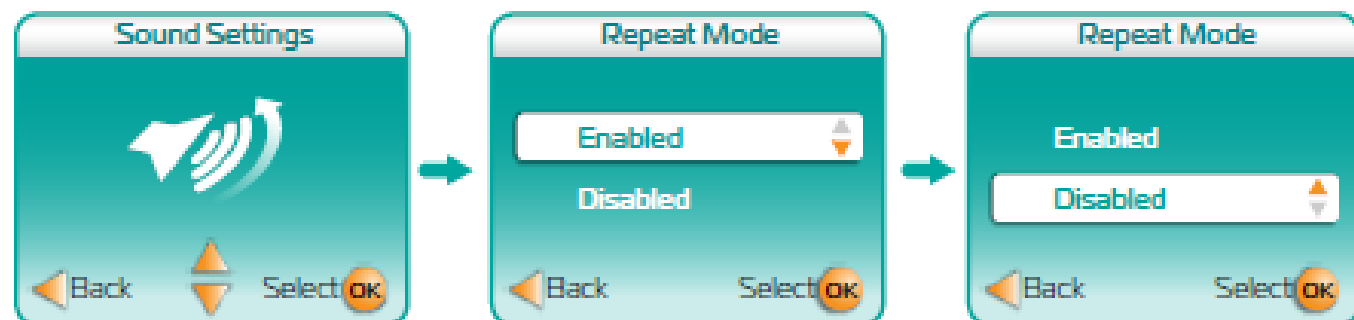 Sound Settings
Back
Select OK
Repeat Mode
Enabled
Disabled
Back
Select OK
Repeat Mode
Enabled
Disabled
Back
Select OK